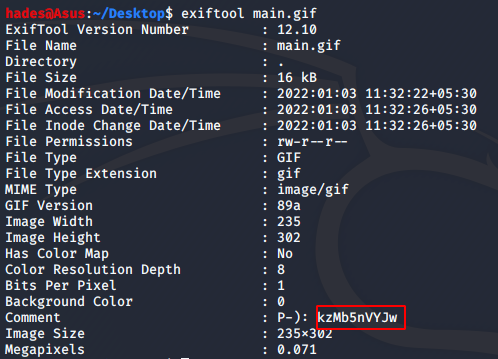 hades@Asus:~/Desktop$ exiftool main.gif
ExifTool Version Number : 12.10
File Name : main.gif
Directory : .
File Size : 16 kB
File Modification Date/Time : 2022:01:03 11:32:22+05:30
File Access Date/Time : 2022:01:03 11:32:26+05:30
File Inode Change Date/Time : 2022:01:03 11:32:26+05:30
File Permissions : rw-r--r--
File Type : GIF
File Type Extension : gif
MIME Type : image/gif
GIF Version : 89a
Image Width : 235
Image Height : 302
Has Color Map : No
Color Resolution Depth : 8
Bits Per Pixel : 1
Background Color : 0
Comment : P-): kzMb5nVYJw
Image Size : 235×302
Megapixels : 0.071